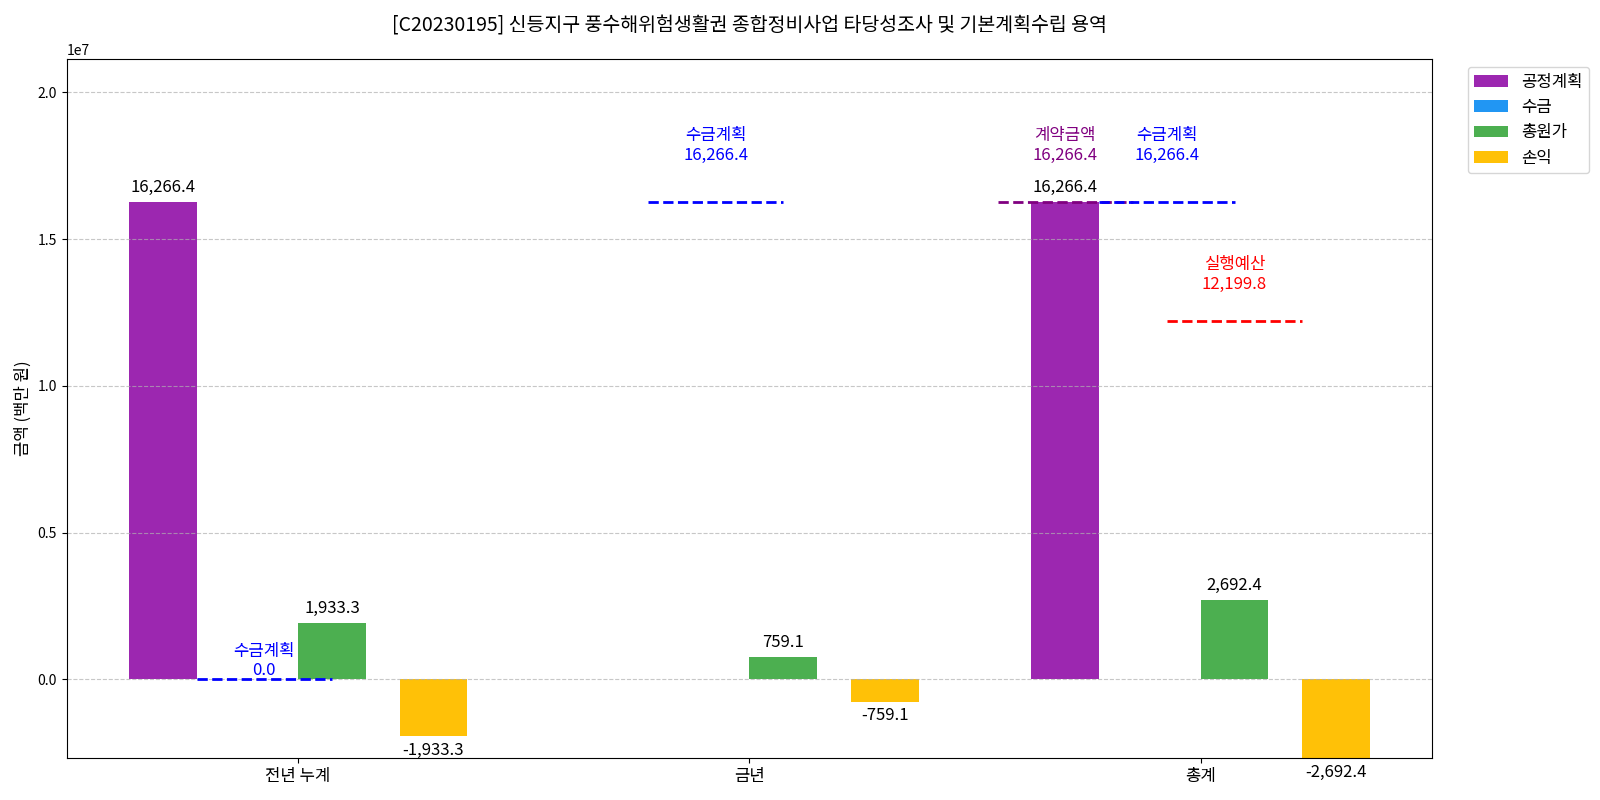 [C20230195] 신등지구 풍수해위험생활권 종합정비사업 타당성조사 및 기본계획수립 용역
1e7
금액 (백만 원)
2.0
1.5
1.0
0.5
0.0
16,266.4
수금계획
0.0
1,933.3
-1,933.3
수금계획
16,266.4
759.1
-759.1
계약금액
16,266.4
16,266.4
수금계획
16,266.4
실행예산
12,199.8
2,692.4
-2,692.4
전년 누계
금년
총계
공정계획
수금
총원가
손익